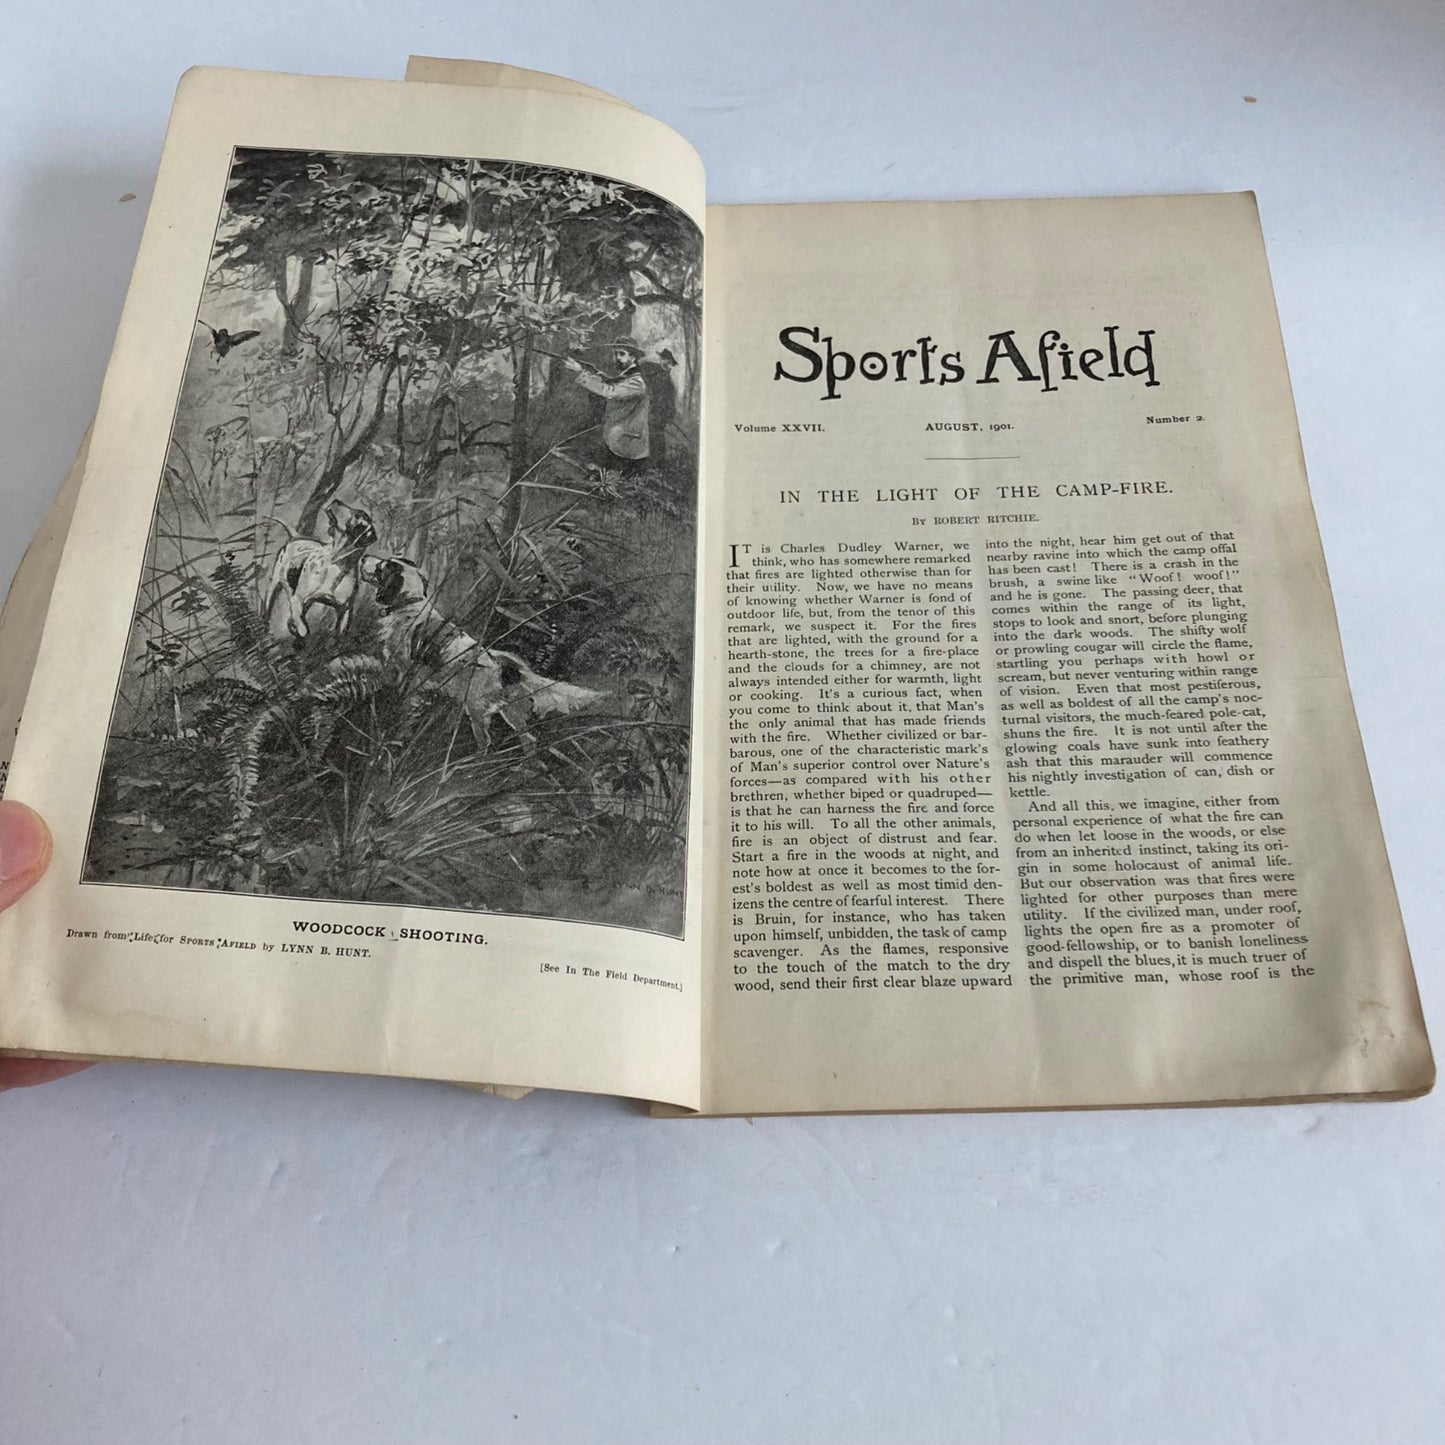 LYNN B. HUNT
WOODCOCK SHOOTING.
Drawn from Life for SPORTS AFIELD by LYNN B. HUNT.
[See In The Field Department.]
Sports Afield
Volume XXVII. AUGUST, 1901. Number 2.
IN THE LIGHT OF THE CAMP-FIRE.
BY ROBERT RITCHIE.
IT is Charles Dudley Warner, we
think, who has somewhere remarked
that fires are lighted otherwise than for
their utility. Now, we have no means
of knowing whether Warner is fond of
outdoor life, but, from the tenor of this
remark, we suspect it. For the fires
that are lighted, with the ground for a
hearth-stone, the trees for a fire-place
and the clouds for a chimney, are not
always intended either for warmth, light
or cooking. It's a curious fact, when
you come to think about it, that Man's
the only animal that has made friends
with the fire. Whether civilized or bar-
barous, one of the characteristic mark's
of Man's superior control over Nature's
forces—as compared with his other
brethren, whether biped or quadruped—
is that he can harness the fire and force
it to his will. To all the other animals,
fire is an object of distrust and fear.
Start a fire in the woods at night, and
note how at once it becomes to the for-
est's boldest as well as most timid den-
izens the centre of fearful interest. There
is Bruin, for instance, who has taken
upon himself, unbidden, the task of camp
scavenger. As the flames, responsive
to the touch of the match to the dry
wood, send their first clear blaze upward
into the night, hear him get out of that
nearby ravine into which the camp offal
has been cast! There is a crash in the
brush, a swine like "Woof! woof!"
and he is gone. The passing deer, that
comes within the range of its light,
stops to look and snort, before plunging
into the dark woods. The shifty wolf
or prowling cougar will circle the flame,
startling you perhaps with howl or
scream, but never venturing within range
of vision. Even that most pestiferous,
as well as boldest of all the camp's noc-
turnal visitors, the much-feared pole-cat,
shuns the fire. It is not until after the
glowing coals have sunk into feathery
ash that this marauder will commence
his nightly investigation of can, dish or
kettle.
And all this, we imagine, either from
personal experience of what the fire can
do when let loose in the woods, or else
from an inherited instinct, taking its ori-
gin in some holocaust of animal life.
But our observation was that fires were
lighted for other purposes than mere
utility. If the civilized man, under roof,
lights the open fire as a promoter of
good-fellowship, or to banish loneliness
and dispell the blues, it is much truer of
the primitive man, whose roof is the